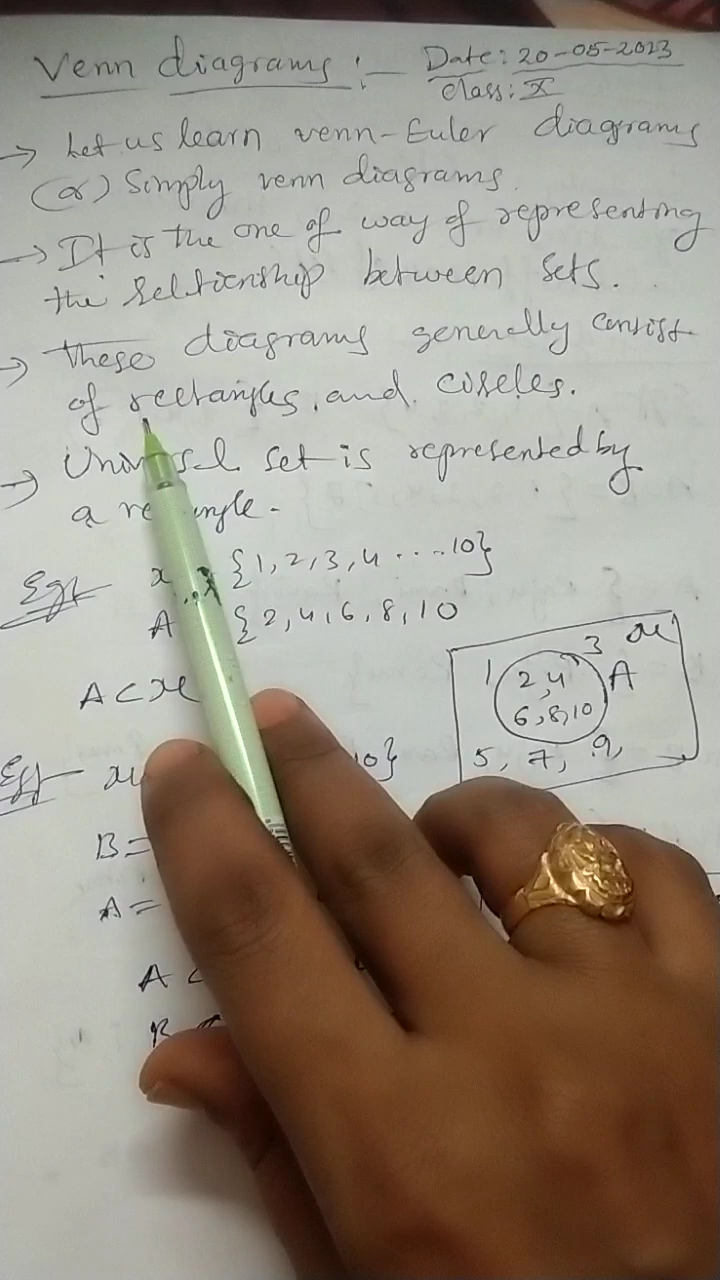 Venn diagrams :- Date: 20-05-2023
Class: X
→ Let us learn venn-Euler diagrams
(or) Simply venn diagrams.
→ It is the one of way of representing
the Reltionship between sets.
→ These diagrams generally consist
of rectangles, and circles.
→ set is represented by
a
Eg:- {1,2,3,4....10}
A {2,4,6,8,10
A⊂μ
3 μ
1 2,4 A
6,8,10
5, 7, 9,
Eg:- μ 10}
B=
A=
A ⊂
B